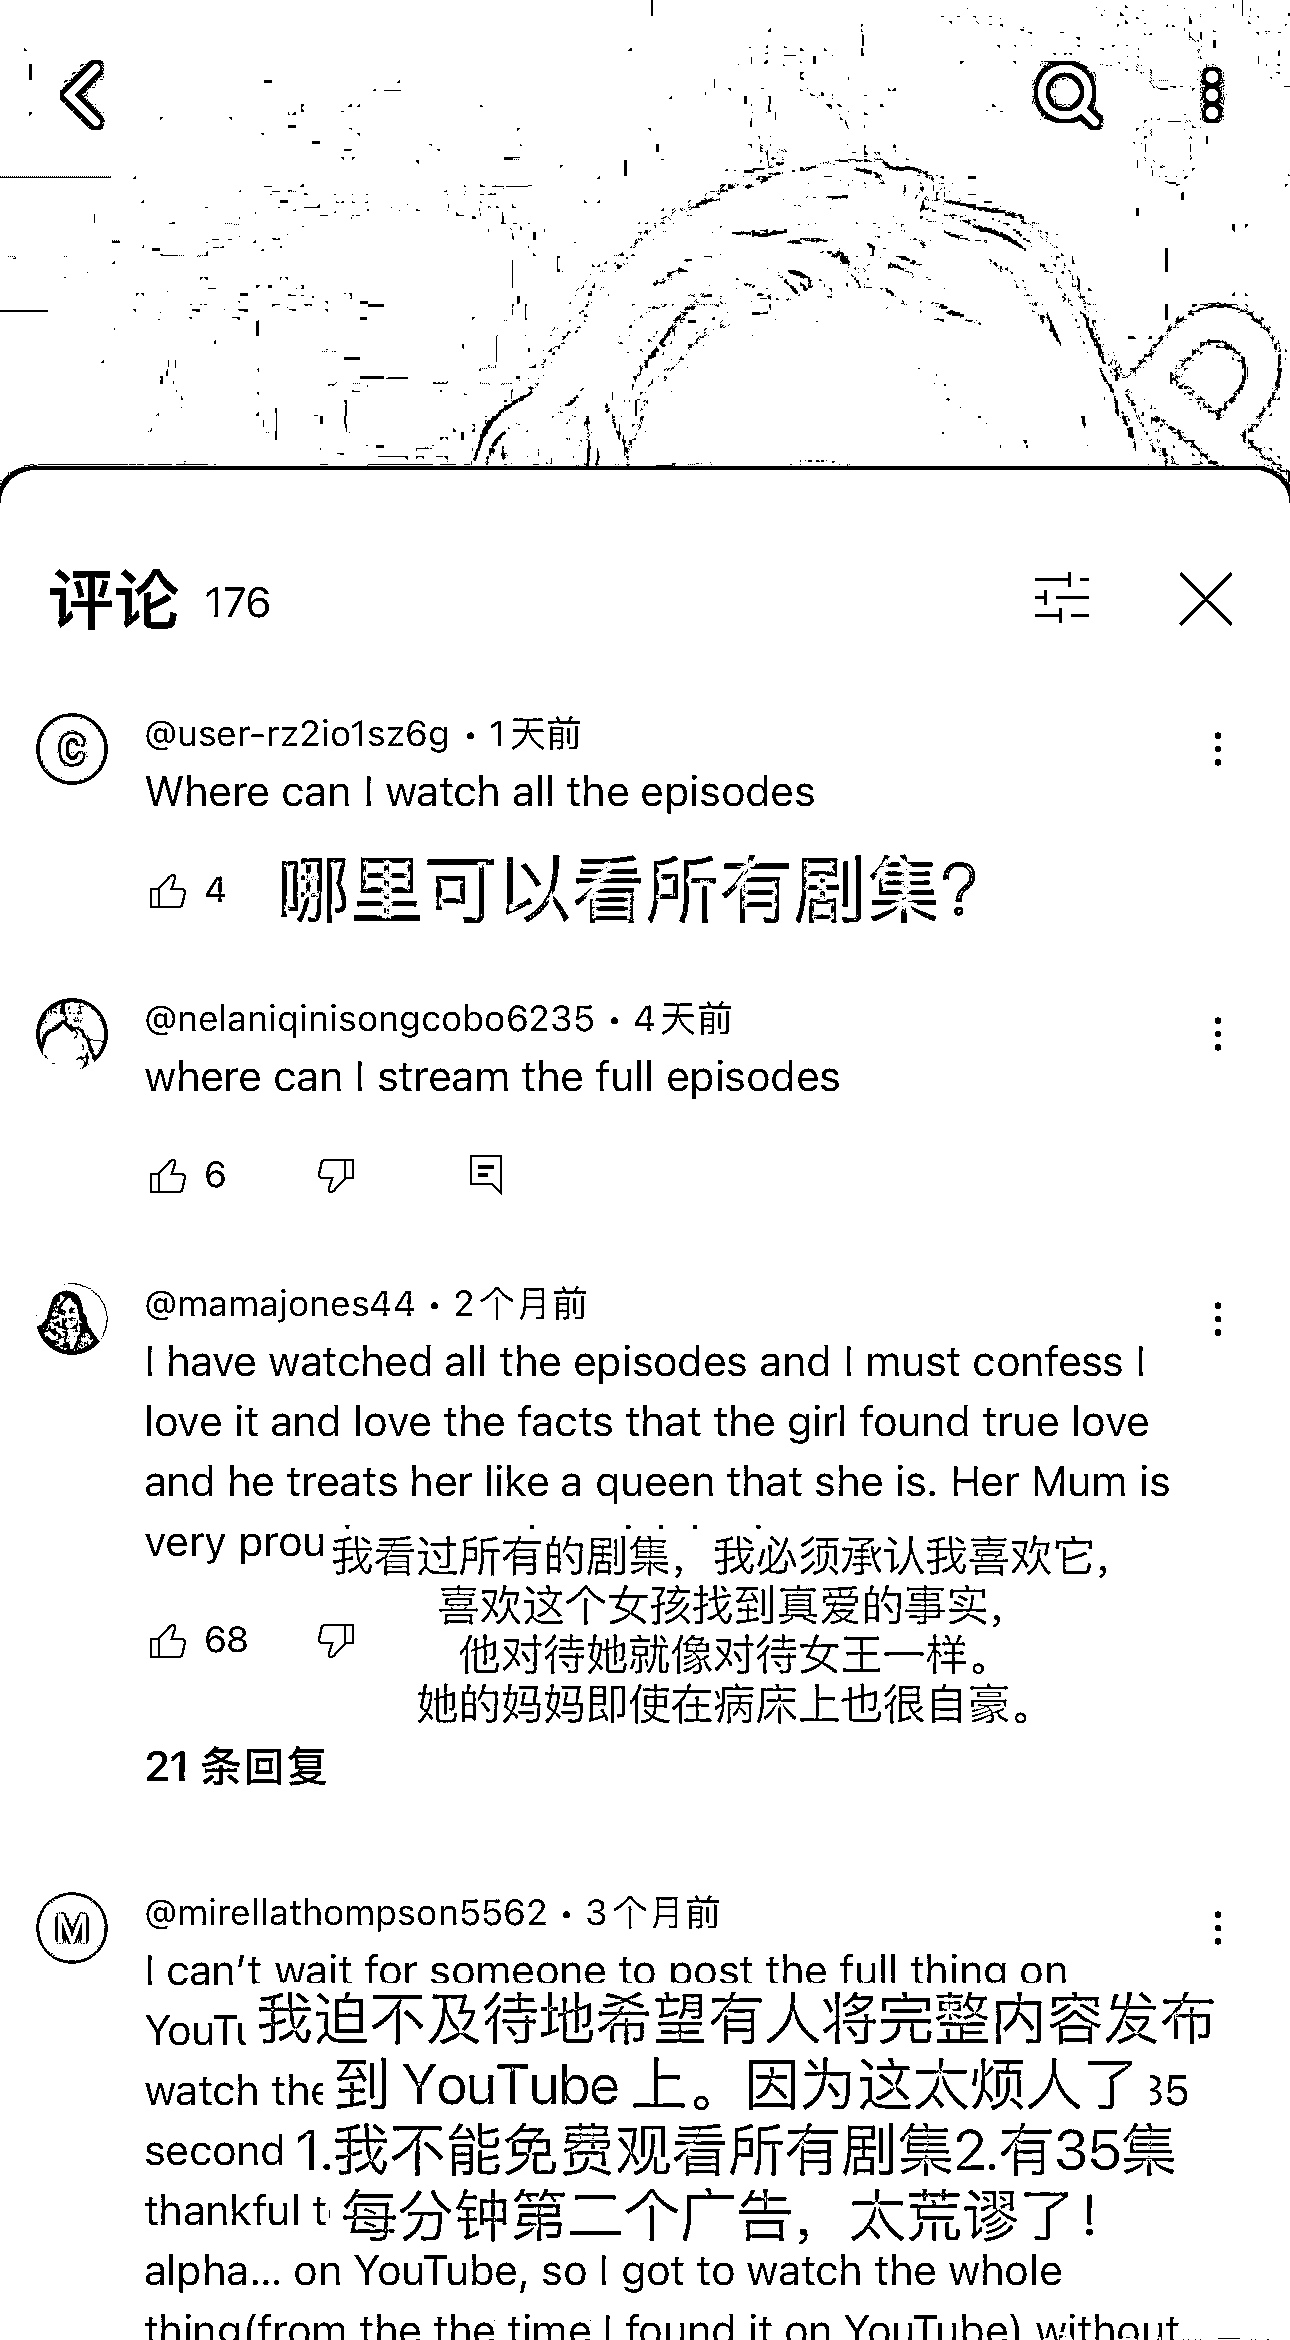 P
评论 176
C
@user-rz2io1sz6g • 1天前
Where can I watch all the episodes
4
哪里可以看所有剧集?
@nelaniqinisongcobo6235 • 4天前
where can I stream the full episodes
6
@mamajones44 • 2个月前
I have watched all the episodes and I must confess I
love it and love the facts that the girl found true love
and he treats her like a queen that she is. Her Mum is
very
我看过所有的剧集，我必须承认我喜欢它，
喜欢这个女孩找到真爱的事实，
他对待她就像对待女王一样。
她的妈妈即使在病床上也很自豪。
68
21 条回复
M
@mirellathompson5562 • 3个月前
I can't wait for someone to post the full thing on
我迫不及待地希望有人将完整内容发布
watch
到 YouTube 上。因为这太烦人了
35
second
1.我不能免费观看所有剧集2.有35集
thankful
每分钟第二个广告，太荒谬了！
alpha... on YouTube, so I got to watch the whole
thing(from the the time I found it on YouTube) without